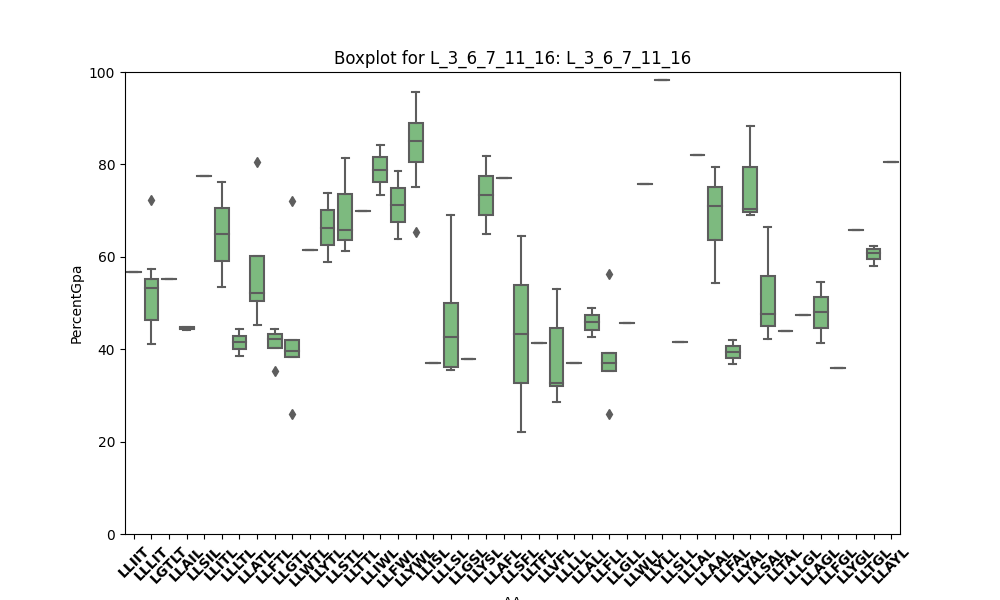 Boxplot for L_3_6_7_11_16: L_3_6_7_11_16
PercentGpa
100
80
60
40
20
0
LLIIT
LLLIT
LGTLT
LLAIL
LLSIL
LLITL
LLLTL
LLATL
LLFTL
LLGTL
LLWTL
LLYTL
LLSTL
LLTTL
LLIWL
LLFWL
LLYWL
LLISL
LLLSL
LLGSL
LLYSL
LLAFL
LLSFL
LLTFL
LLVFL
LLLLL
LLALL
LLFLL
LLGLL
LLWLL
LLYLL
LLSLL
LLLAL
LLAAL
LLFAL
LLYAL
LLSAL
LLTAL
LLLGL
LLAGL
LLFGL
LLYGL
LLTGL
LLAYL